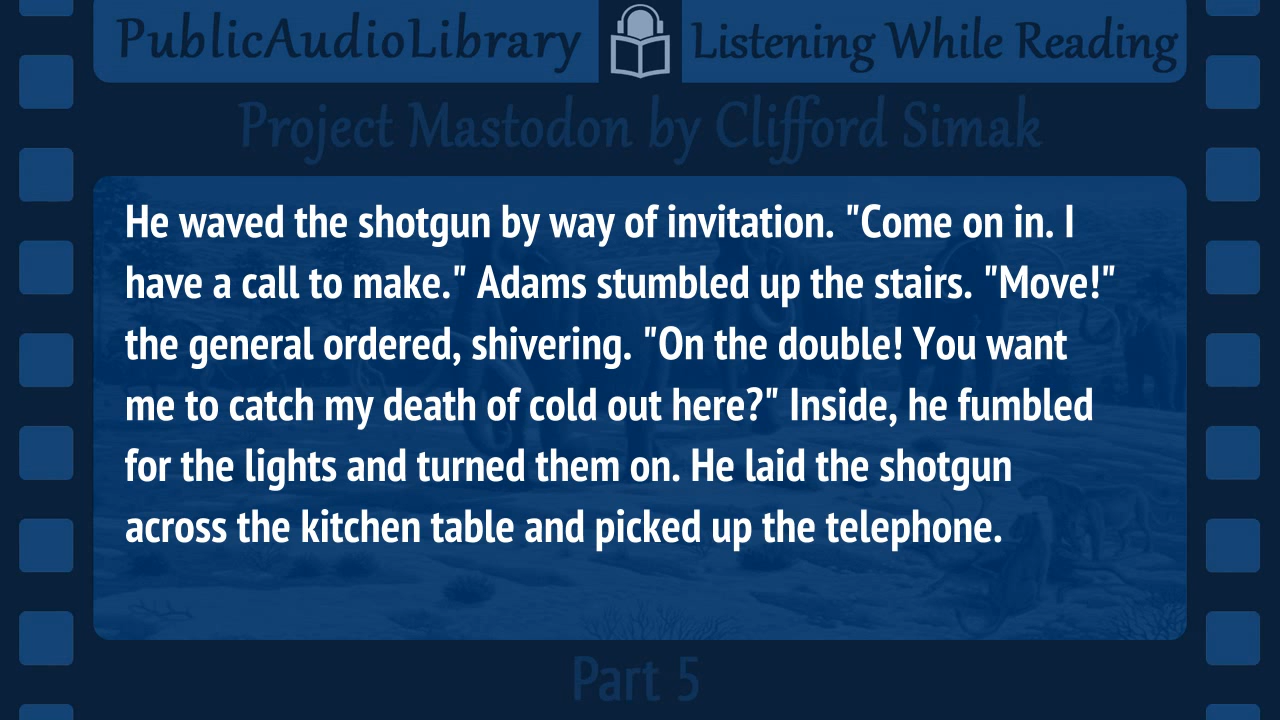 PublicAudioLibrary Listening While Reading
Project Mastodon by Clifford Simak
He waved the shotgun by way of invitation. "Come on in. I
have a call to make." Adams stumbled up the stairs. "Move!"
the general ordered, shivering. "On the double! You want
me to catch my death of cold out here?" Inside, he fumbled
for the lights and turned them on. He laid the shotgun
across the kitchen table and picked up the telephone.
Part 5